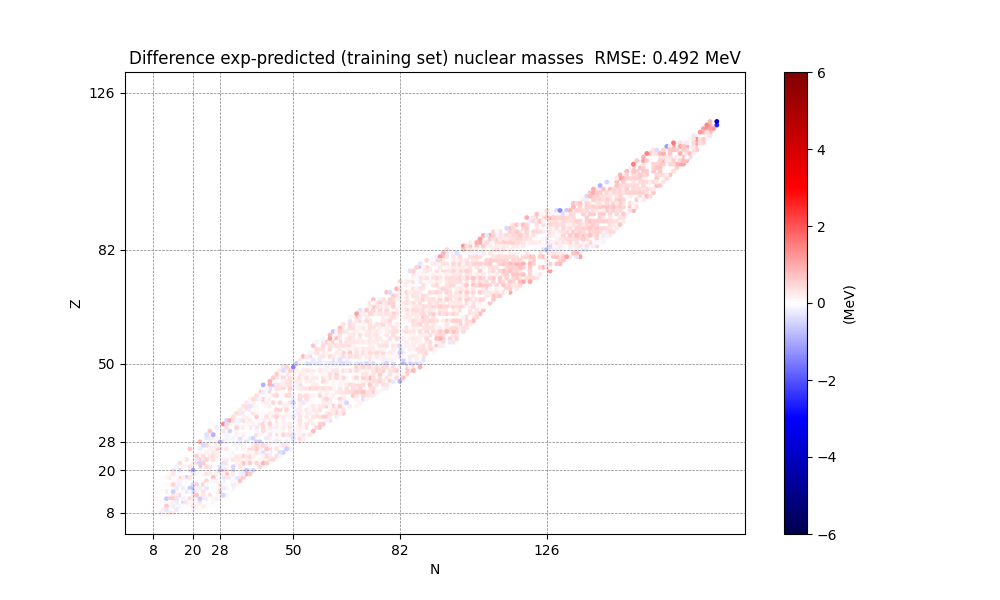 Difference exp-predicted (training set) nuclear masses  RMSE: 0.492 MeV
126
82
50
28
20
8
Z
8 20 28 50 82 126
N
6
4
2
0
−2
−4
−6
(MeV)